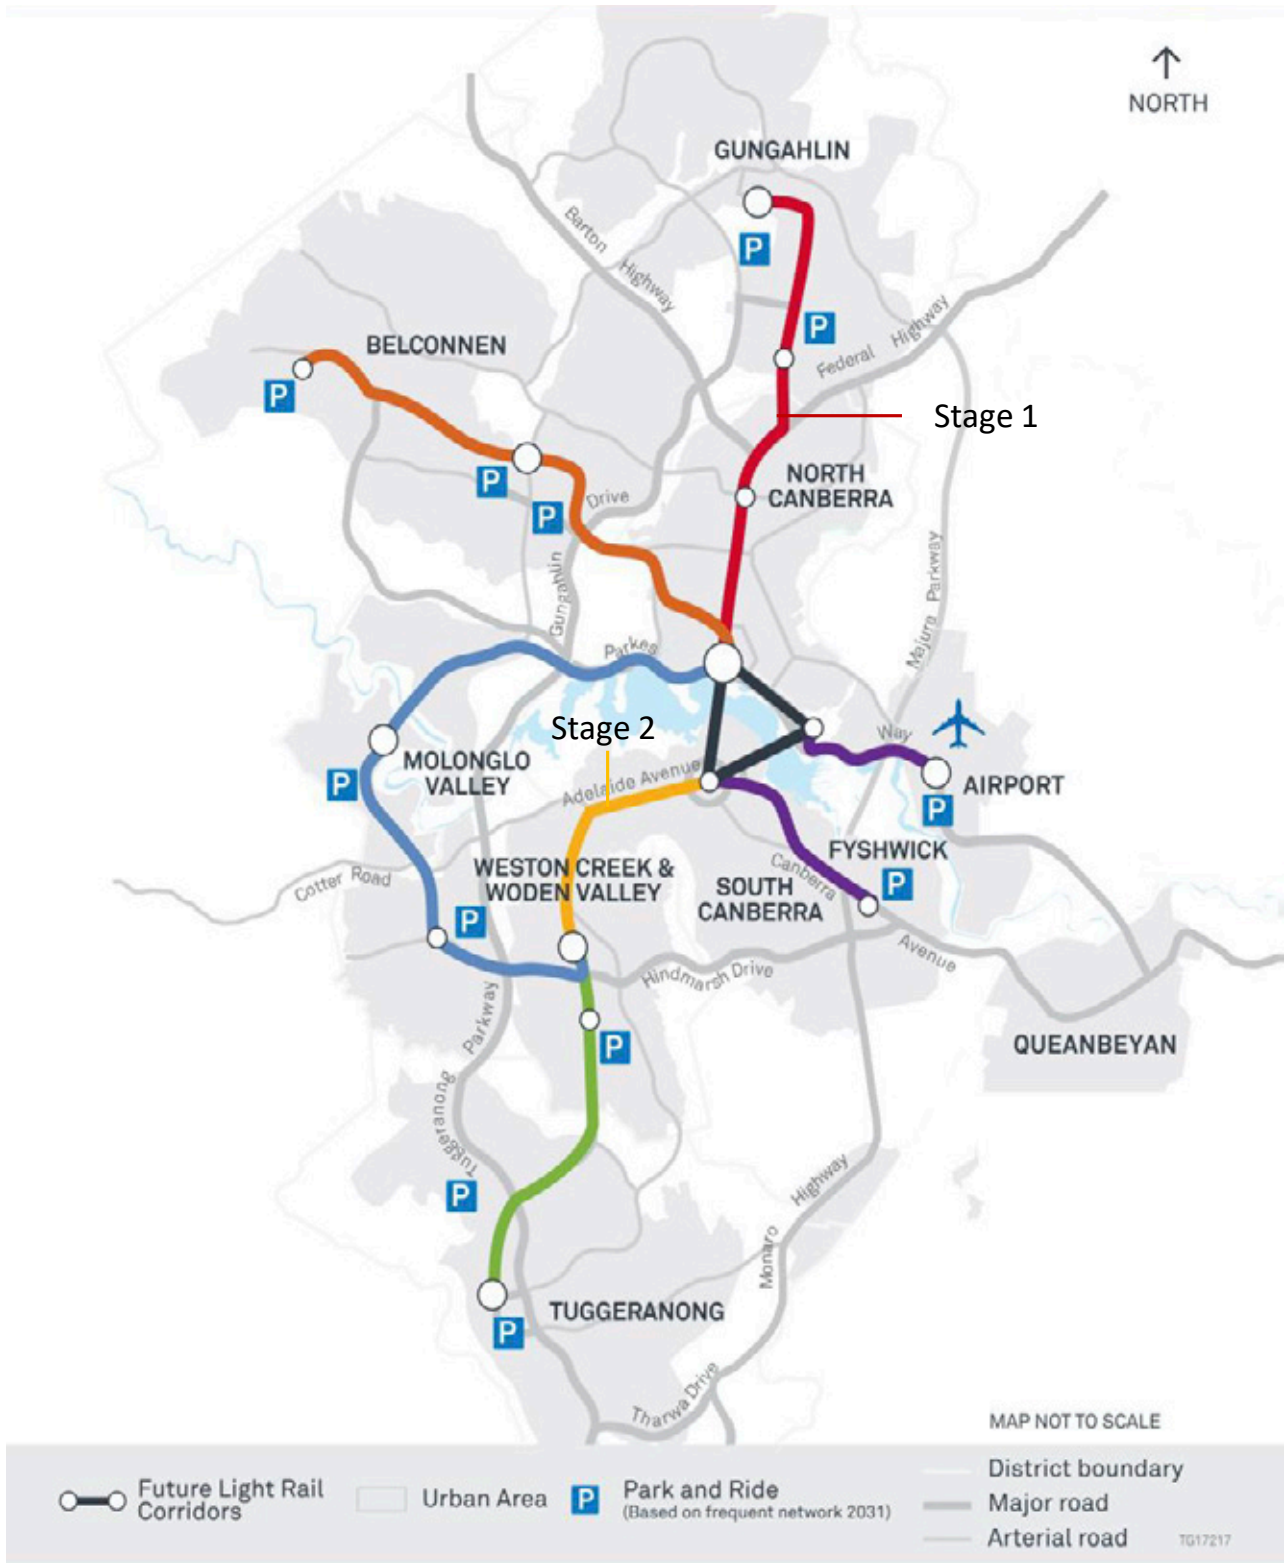 NORTH
GUNGAHLIN
P
Barton
Highway
P
Federal
Highway
BELCONNEN
P
Stage 1
P
NORTH
CANBERRA
P
Drive
Gungahlin
Majura Parkway
Parkes
Stage 2
Way
MOLONGLO
VALLEY
P
Adelaide Avenue
AIRPORT
P
FYSHWICK
P
WESTON CREEK &
WODEN VALLEY
Cotter Road
SOUTH
CANBERRA
Canberra
Avenue
P
Hindmarsh Drive
Parkway
P
QUEANBEYAN
Tuggeranong
P
Monaro
Highway
TUGGERANONG
P
Tharwa Drive
MAP NOT TO SCALE
Future Light Rail
Corridors
Urban Area
P
Park and Ride
(Based on frequent network 2031)
District boundary
Major road
Arterial road
TG17217